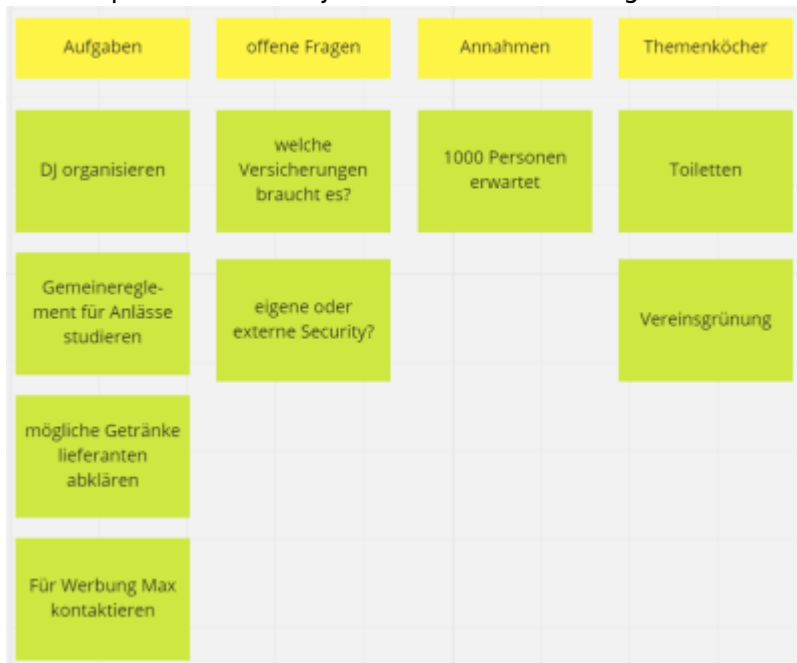 Aufgaben
offene Fragen
Annahmen
Themenköcher
DJ organisieren
welche
Versicherungen
braucht es?
1000 Personen
erwartet
Toiletten
Gemeineregle-
ment für Anlässe
studieren
eigene oder
externe Security?
Vereinsgrünung
mögliche Getränke
lieferanten
abklären
Für Werbung Max
kontaktieren